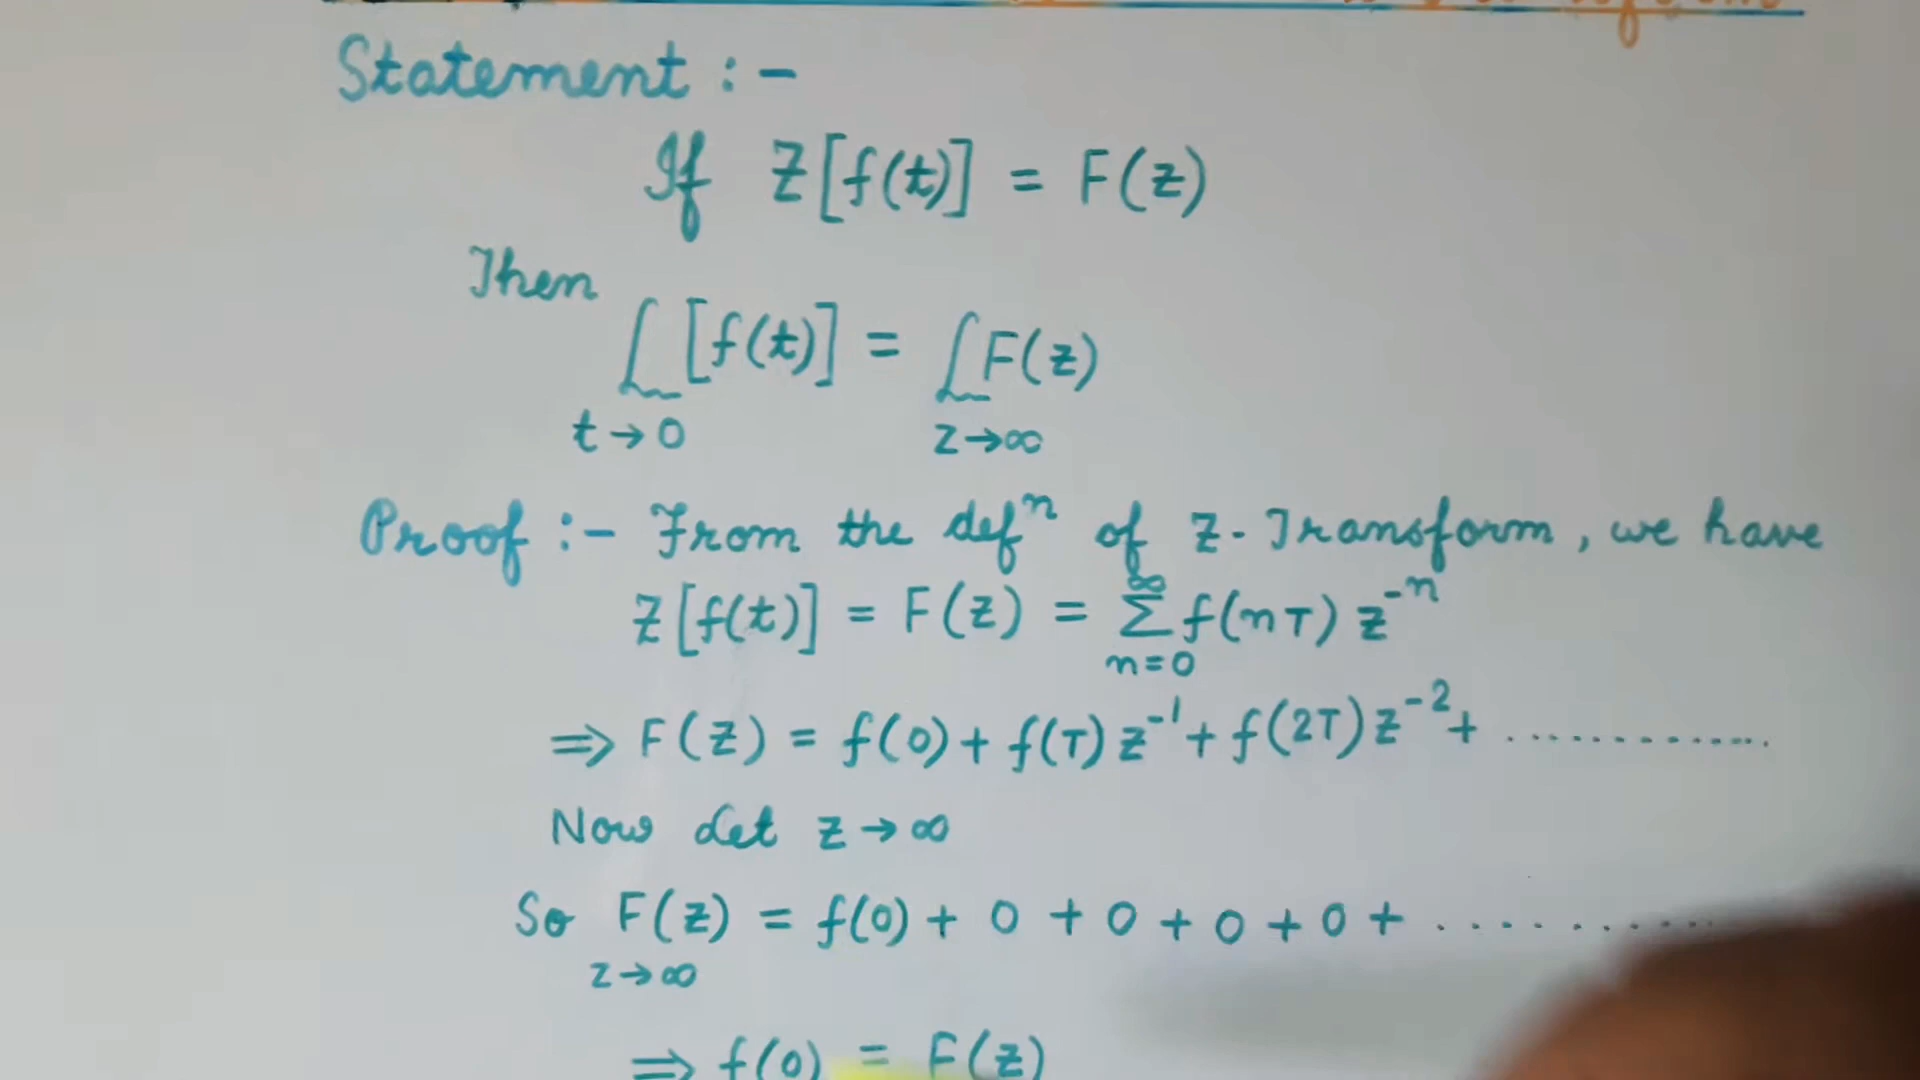 Statement :-
If Z[f(t)] = F(z)
Then
Lt [f(t)] = Lt F(z)
t→0 z→∞
Proof :- From the defⁿ of Z-Transform, we have
Z[f(t)] = F(z) = ∞ Σ n=0 f(nT) z⁻ⁿ
⇒ F(z) = f(0) + f(T) z⁻¹ + f(2T) z⁻² + ..............
Now Let z→∞
So F(z) = f(0) + 0 + 0 + 0 + 0 + ..........
z→∞
⇒ f(0) = F(z)